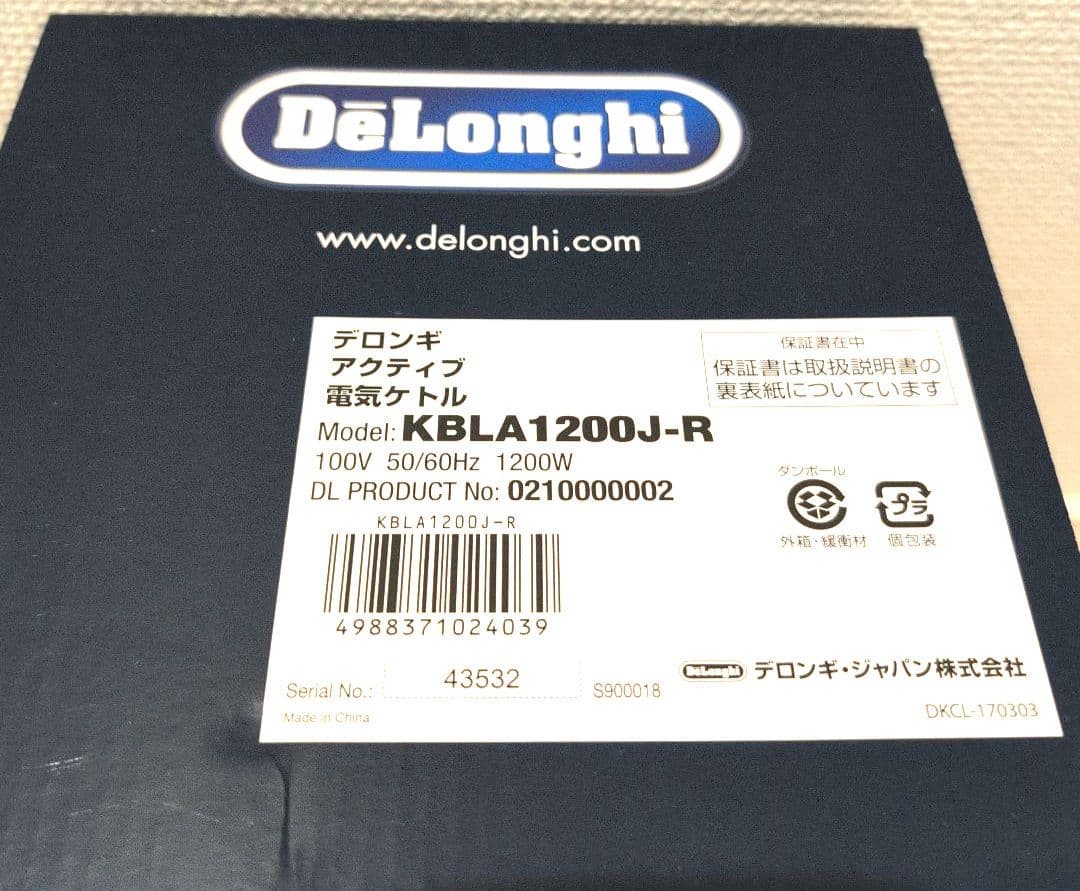 DēLonghi
www.delonghi.com
デロンギ
アクティブ
電気ケトル
Model: KBLA1200J-R
100V 50/60Hz 1200W
DL PRODUCT No: 0210000002
KBLA1200J-R
4988371024039
Serial No.: 43532 S900018
Made in China
保証書在中
保証書は取扱説明書の
裏表紙についています
ダンボール
プラ
外箱・緩衝材 個包装
DeLonghi デロンギ・ジャパン株式会社
DKCL-170303